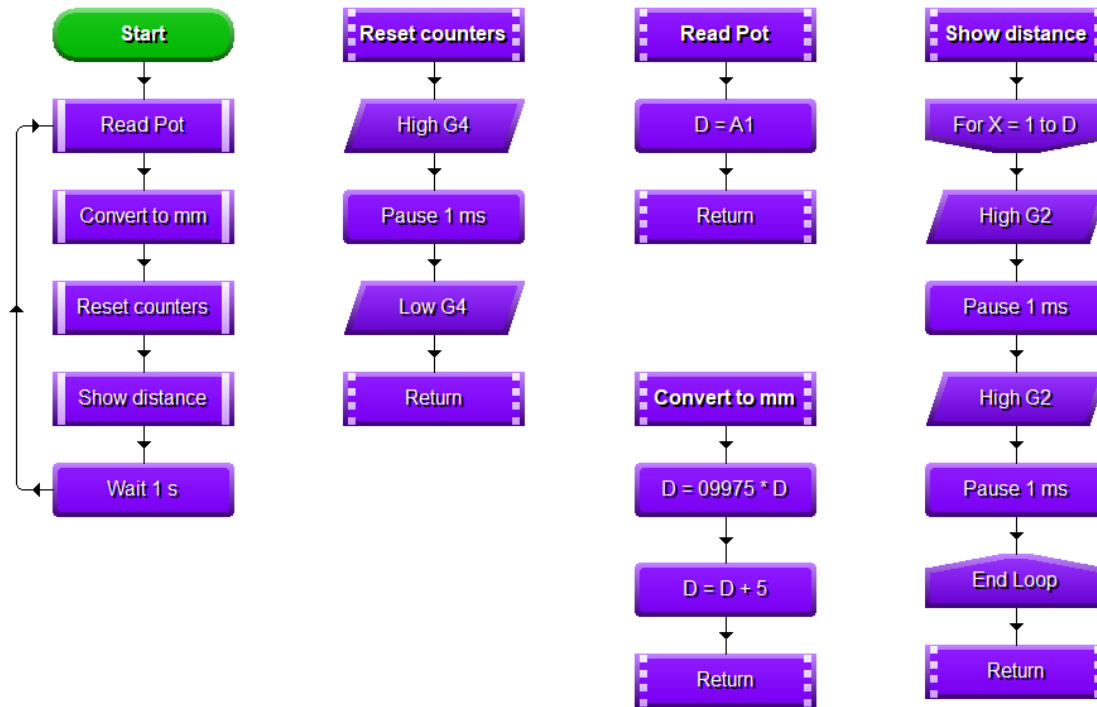 Start
Read Pot
Convert to mm
Reset counters
Show distance
Wait 1 s
Reset counters
High G4
Pause 1 ms
Low G4
Return
Read Pot
D = A1
Return
Convert to mm
D = 09975 * D
D = D + 5
Return
Show distance
For X = 1 to D
High G2
Pause 1 ms
High G2
Pause 1 ms
End Loop
Return